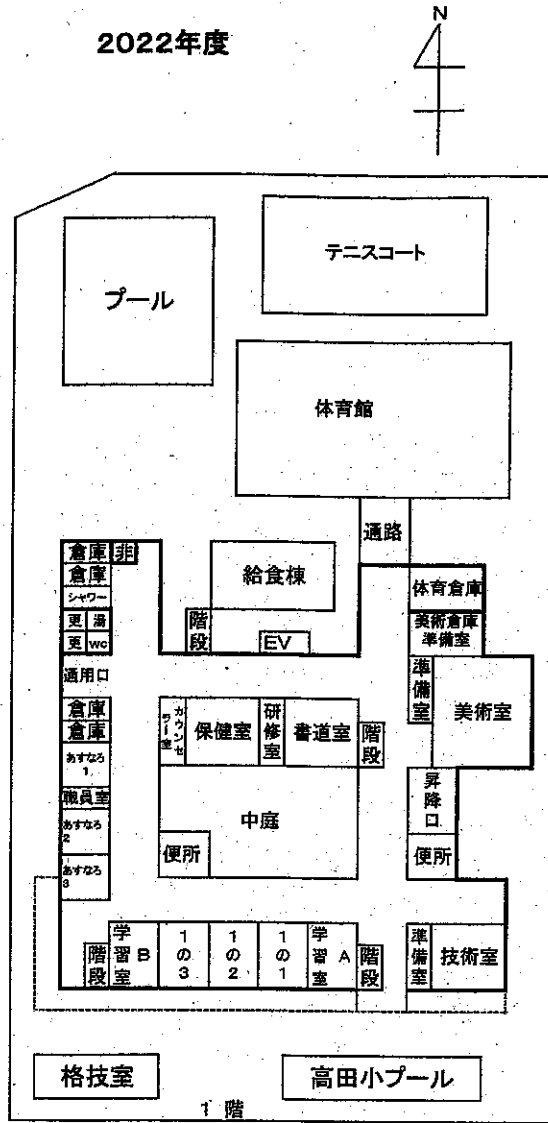 2022年度
N
テニスコート
プール
体育館
通路
倉庫
非
倉庫
シャワー
更
湯
更
wc
通用口
給食棟
階段
EV
体育倉庫
美術倉庫
準備室
準備室
美術室
倉庫
倉庫
カウンセラー室
保健室
研修室
書道室
階段
あすなろ
1
職員室
あすなろ
2
あすなろ
3
中庭
便所
昇降口
便所
階段
学習室 B
1の3
1の2
1の1
学習室 A
階段
準備室
技術室
格技室
高田小プール
1 階